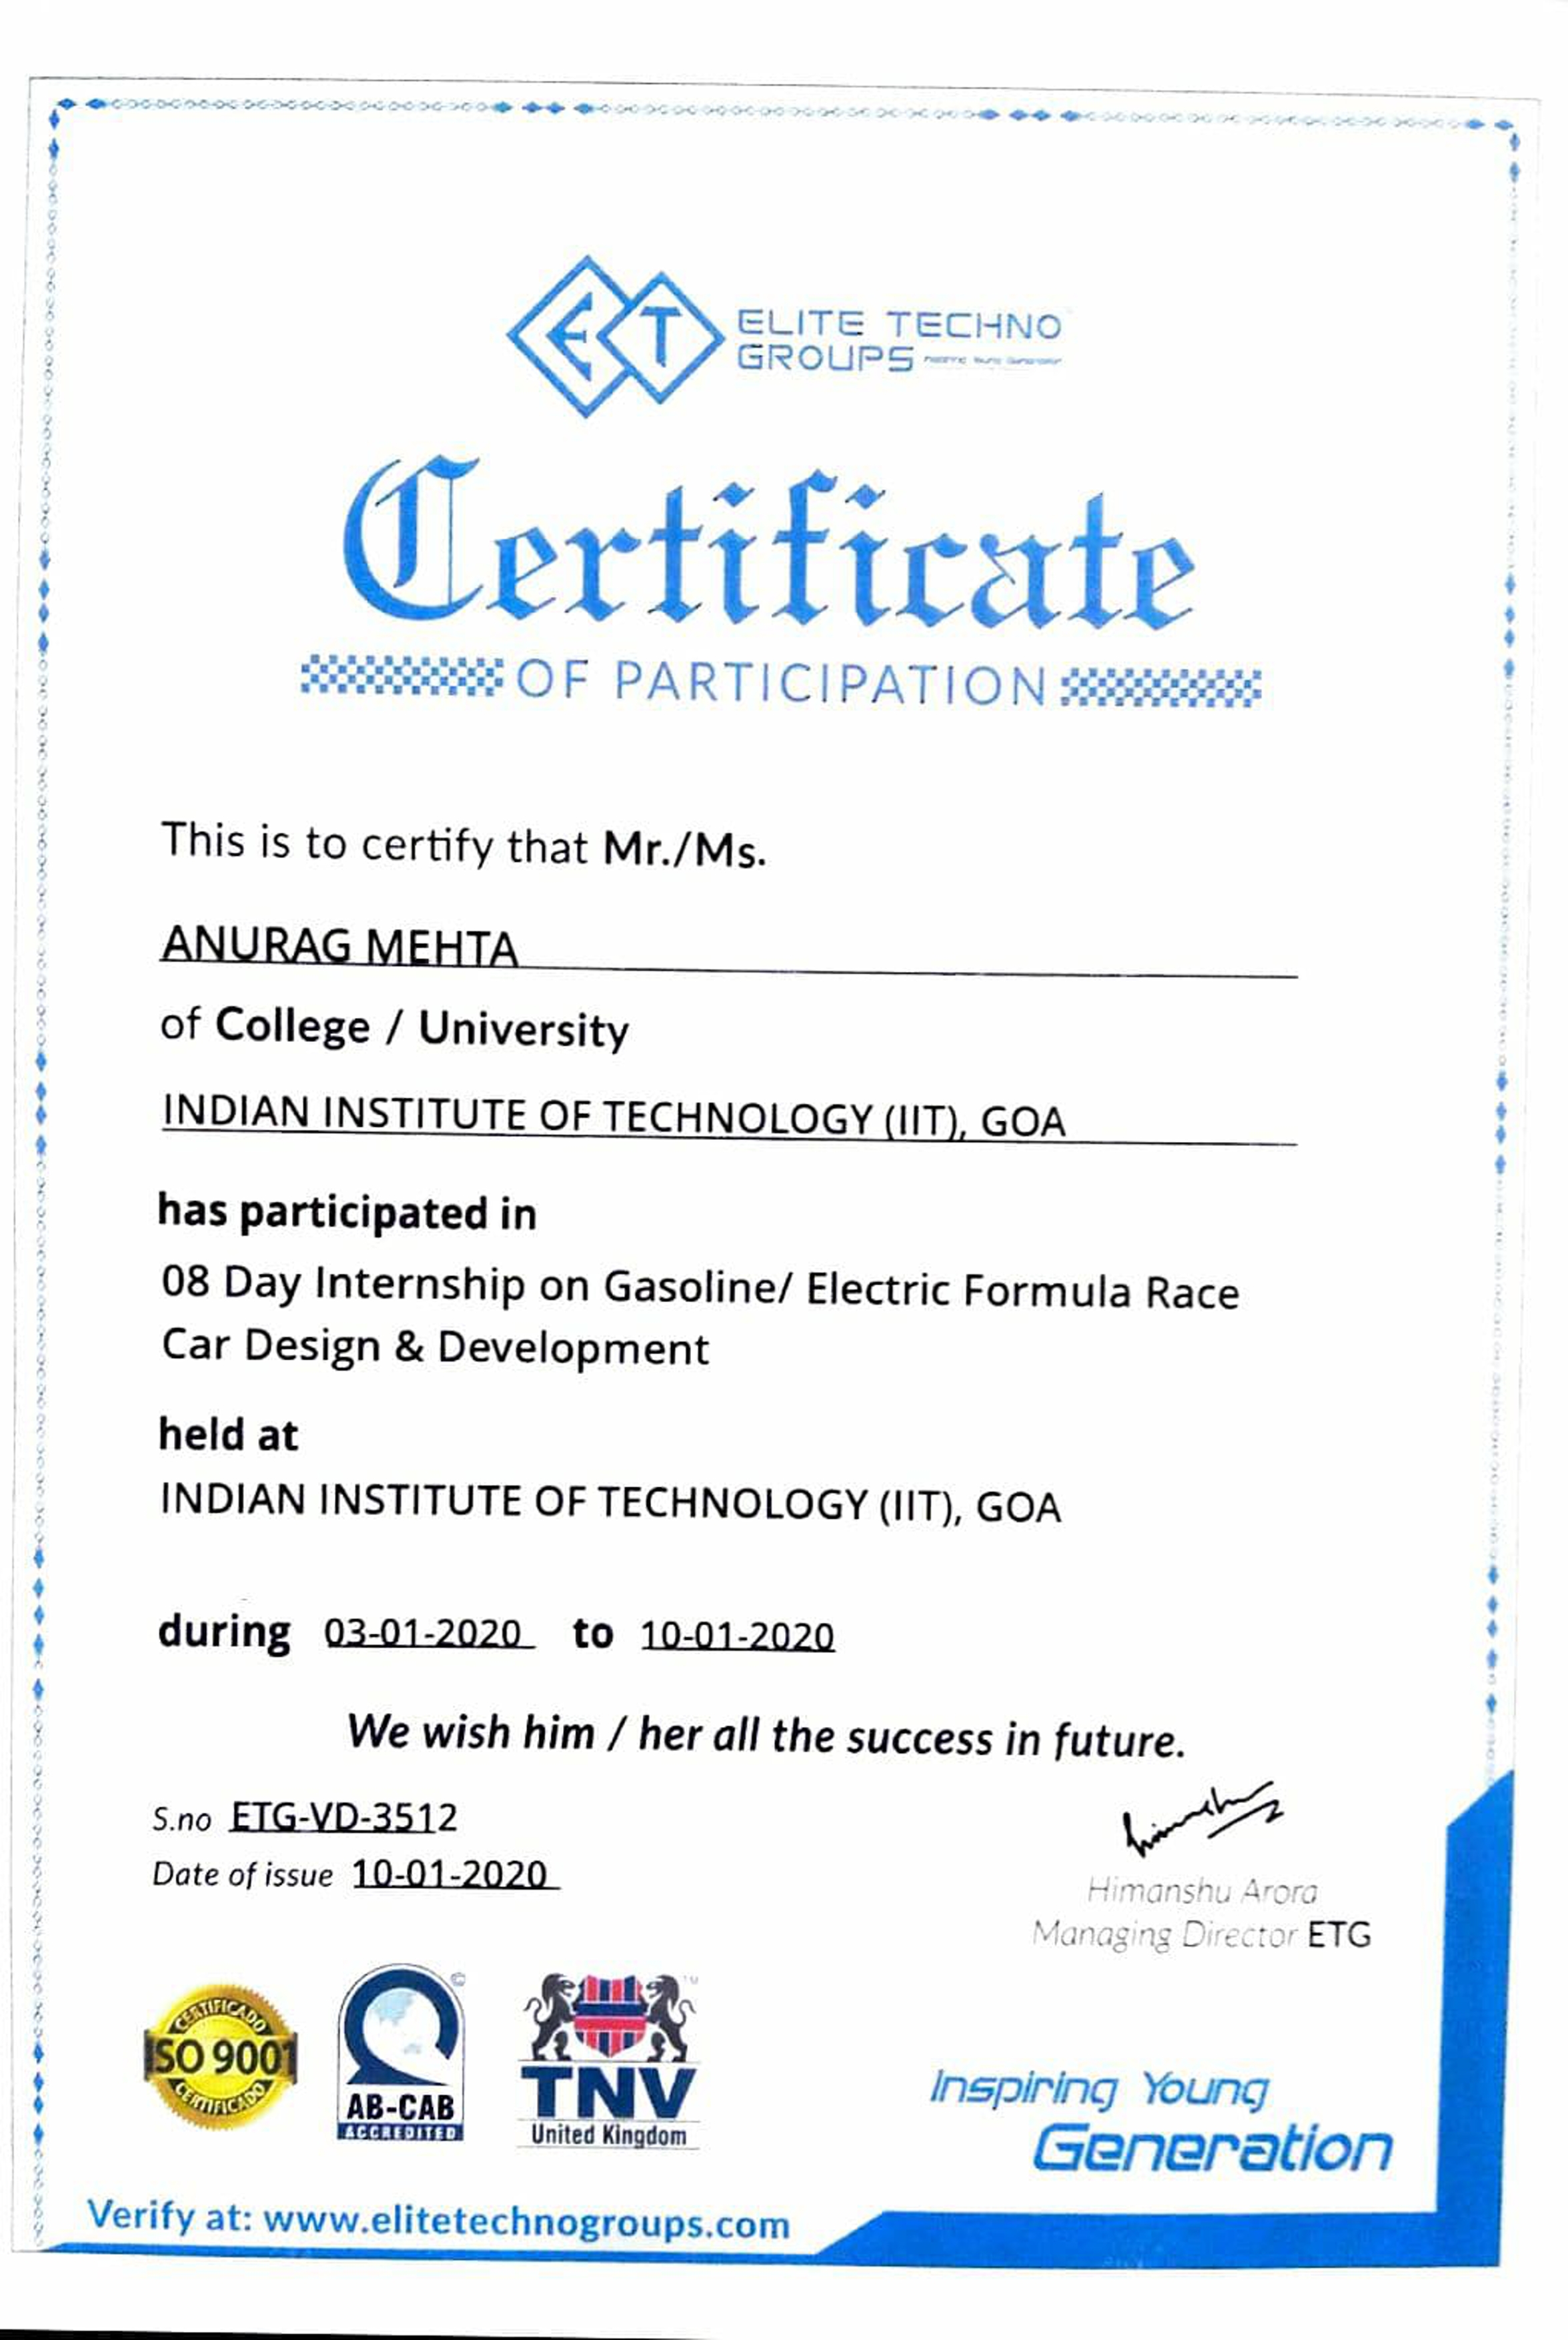 E T ELITE TECHNO
GROUPS
Certificate
OF PARTICIPATION
This is to certify that Mr./Ms.
ANURAG MEHTA
of College / University
INDIAN INSTITUTE OF TECHNOLOGY (IIT), GOA
has participated in
08 Day Internship on Gasoline/ Electric Formula Race
Car Design & Development
held at
INDIAN INSTITUTE OF TECHNOLOGY (IIT), GOA
during 03-01-2020 to 10-01-2020
We wish him / her all the success in future.
S.no ETG-VD-3512
Date of issue 10-01-2020
Himanshu Arora
Managing Director ETG
CERTIFICADO
ISO 9001
CERTIFICADO
©
AB-CAB
ACCREDITED
TM
TNV
United Kingdom
Inspiring Young
Generation
Verify at: www.elitetechnogroups.com